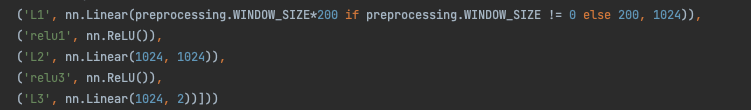 ('L1', nn.Linear(preprocessing.WINDOW_SIZE*200 if preprocessing.WINDOW_SIZE != 0 else 200, 1024)),
('relu1', nn.ReLU()),
('L2', nn.Linear(1024, 1024)),
('relu3', nn.ReLU()),
('L3', nn.Linear(1024, 2))]))